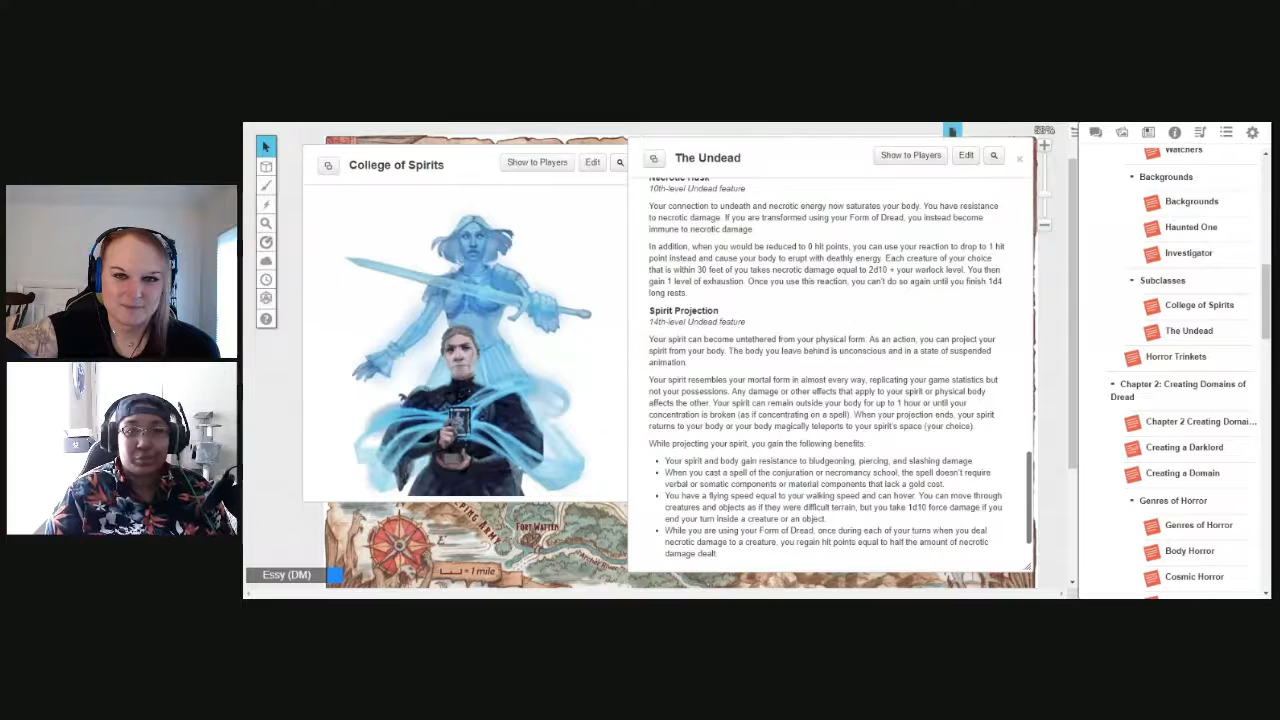 College of Spirits
Show to Players
Edit
The Undead
Show to Players
Edit
10th-level Undead feature
Your connection to undeath and necrotic energy now saturates your body. You have resistance
to necrotic damage. If you are transformed using your Form of Dread, you instead become
immune to necrotic damage.
In addition, when you would be reduced to 0 hit points, you can use your reaction to drop to 1 hit
point instead and cause your body to erupt with deathly energy. Each creature of your choice
that is within 30 feet of you takes necrotic damage equal to 2d10 + your warlock level. You then
gain 1 level of exhaustion. Once you use this reaction, you can't do so again until you finish 1d4
long rests.
Spirit Projection
14th-level Undead feature
Your spirit can become untethered from your physical form. As an action, you can project your
spirit from your body. The body you leave behind is unconscious and in a state of suspended
animation.
Your spirit resembles your mortal form in almost every way, replicating your game statistics but
not your possessions. Any damage or other effects that apply to your spirit or physical body
affects the other. Your spirit can remain outside your body for up to 1 hour or until your
concentration is broken (as if concentrating on a spell). When your projection ends, your spirit
returns to your body or your body magically teleports to your spirit's space (your choice).
While projecting your spirit, you gain the following benefits:
• Your spirit and body gain resistance to bludgeoning, piercing, and slashing damage.
• When you cast a spell of the conjuration or necromancy school, the spell doesn't require
verbal or somatic components or material components that lack a gold cost.
• You have a flying speed equal to your walking speed and can hover. You can move through
creatures and objects as if they were difficult terrain, but you take 1d10 force damage if you
end your turn inside a creature or an object.
• While you are using your Form of Dread, once during each of your turns when you deal
necrotic damage to a creature, you regain hit points equal to half the amount of necrotic
damage dealt.
FORT WATTEN
= 1 mile
Essy (DM)
Watchers
Backgrounds
Backgrounds
Haunted One
Investigator
Subclasses
College of Spirits
The Undead
Horror Trinkets
Chapter 2: Creating Domains of
Dread
Chapter 2 Creating Domai...
Creating a Darklord
Creating a Domain
Genres of Horror
Genres of Horror
Body Horror
Cosmic Horror